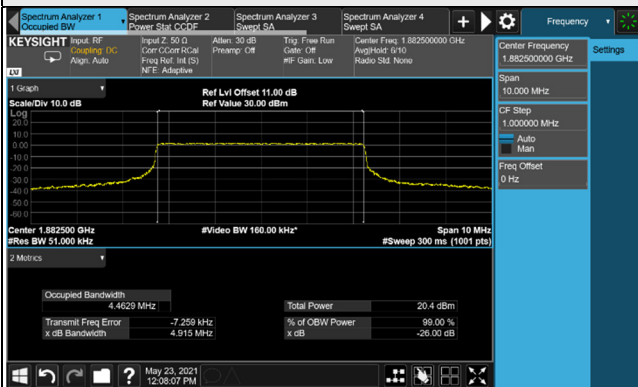 Spectrum Analyzer 1
Occupied BW
Spectrum Analyzer 2
Power Stat CCDF
Spectrum Analyzer 3
Swept SA
Spectrum Analyzer 4
Swept SA
+
Frequency
KEYSIGHT
Input: RF
Coupling: DC
Align: Auto
Input Z: 50 Ω
Corr CCorr RCal
Freq Ref: Int (S)
NFE: Adaptive
Atten: 30 dB
Preamp: Off
Trig: Free Run
Gate: Off
#IF Gain: Low
Center Freq: 1.882500000 GHz
Avg|Hold: 6/10
Radio Std: None
LXI
Center Frequency
1.882500000 GHz
Settings
Span
10.000 MHz
CF Step
1.000000 MHz
Auto
Man
Freq Offset
0 Hz
1 Graph
Scale/Div 10.0 dB
Ref Lvl Offset 11.00 dB
Ref Value 30.00 dBm
Log
20.0
10.0
0.00
-10.0
-20.0
-30.0
-40.0
-50.0
-60.0
Center 1.882500 GHz
#Res BW 51.000 kHz
#Video BW 160.00 kHz*
Span 10 MHz
#Sweep 300 ms (1001 pts)
2 Metrics
Occupied Bandwidth
4.4629 MHz
Total Power 20.4 dBm
Transmit Freq Error -7.259 kHz
% of OBW Power 99.00 %
x dB Bandwidth 4.915 MHz
x dB -26.00 dB
?
May 23, 2021
12:08:07 PM